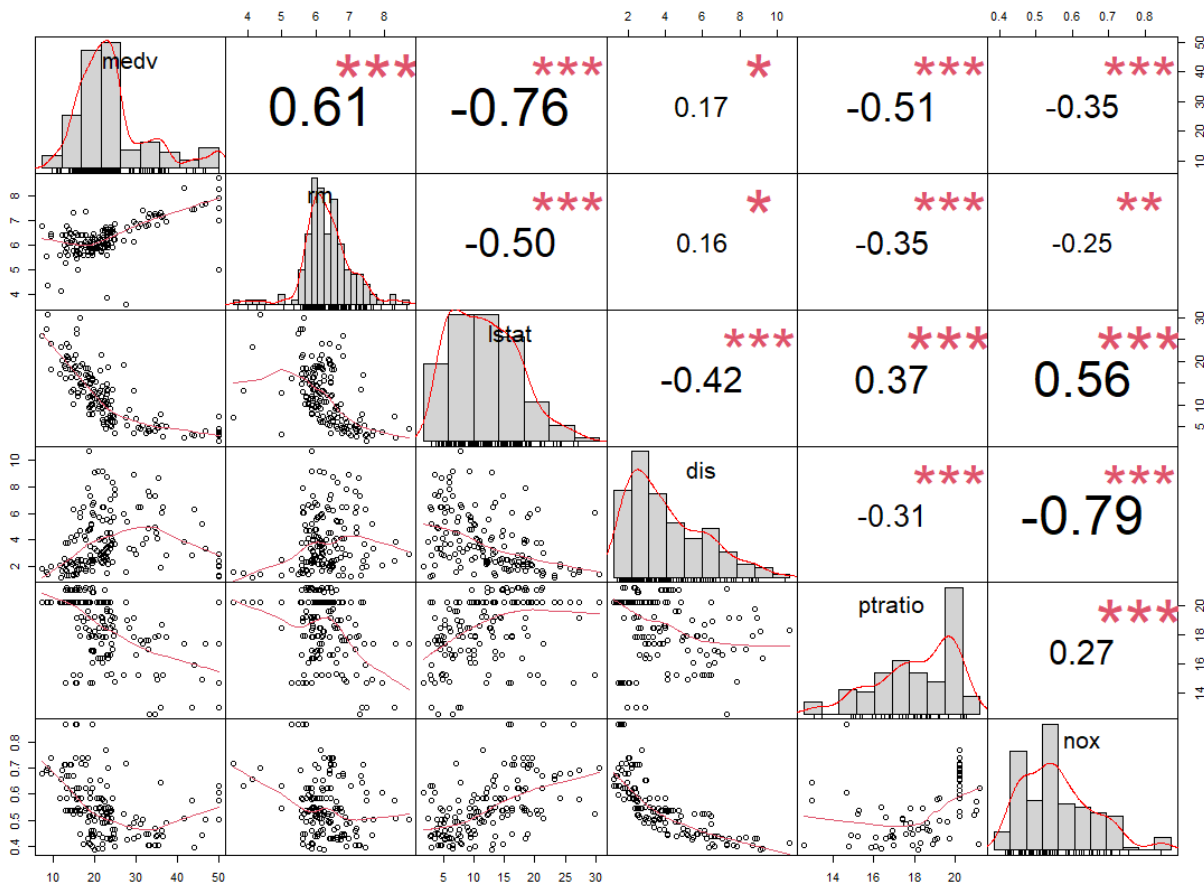 4 5 6 7 8 2 4 6 8 10 0.4 0.5 0.6 0.7 0.8
medv *** *** * *** ***
0.61 -0.76 0.17 -0.51 -0.35
10 20 30 40 50
rm *** * *** **
-0.50 0.16 -0.35 -0.25
4 5 6 7 8
lstat *** *** ***
-0.42 0.37 0.56
5 10 15 20 30
dis *** ***
-0.31 -0.79
2 4 6 8 10
ptratio ***
0.27
14 16 18 20
nox
0.4 0.5 0.6 0.7 0.8
10 20 30 40 50 5 10 15 20 25 30 14 16 18 20